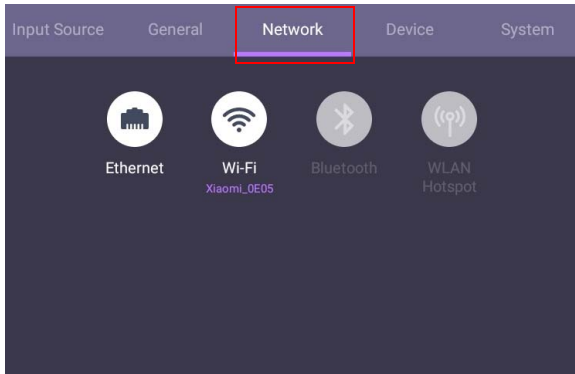 Input Source General Network Device System
Ethernet Wi-Fi Bluetooth WLAN
Xiaomi_0E05 Hotspot